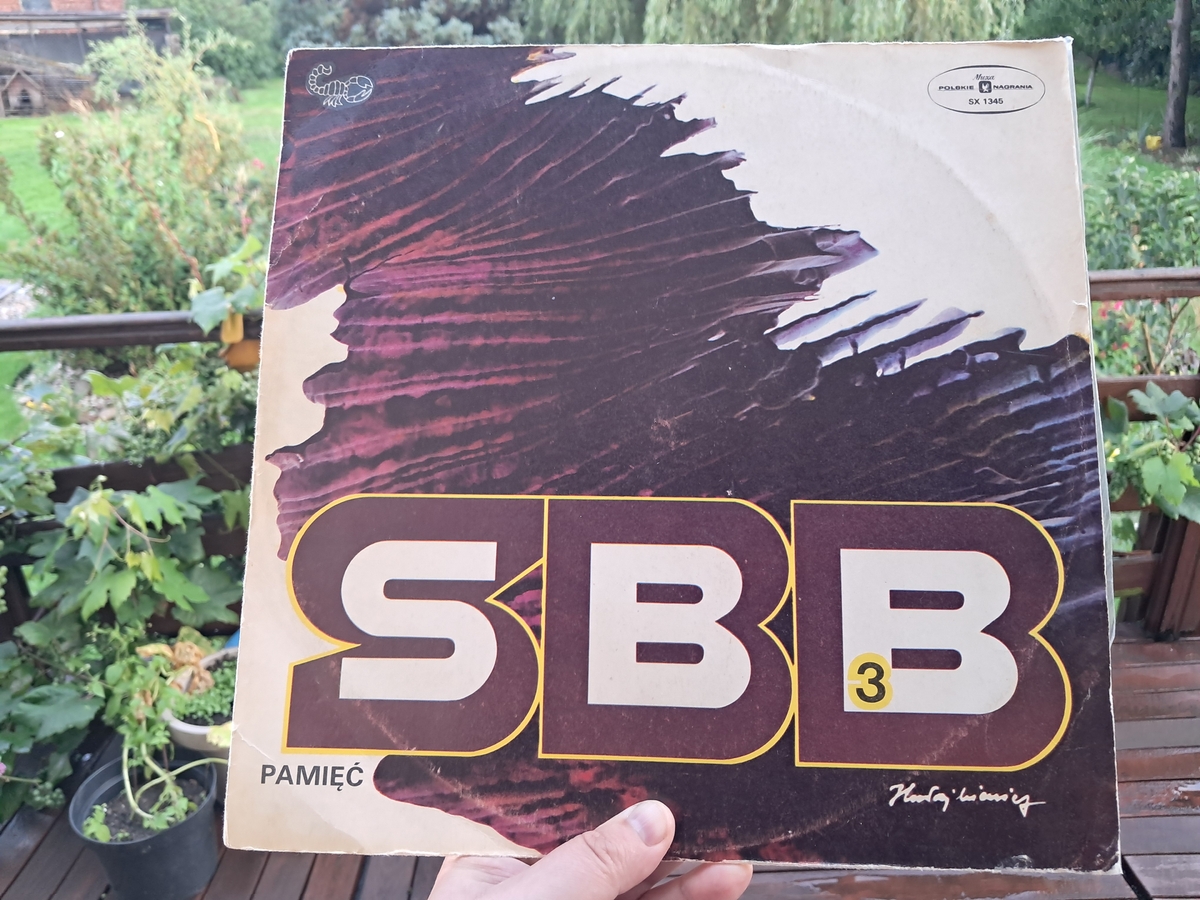 Muza
POLSKIE NAGRANIA
SX 1345
SBB
3
PAMIĘĆ